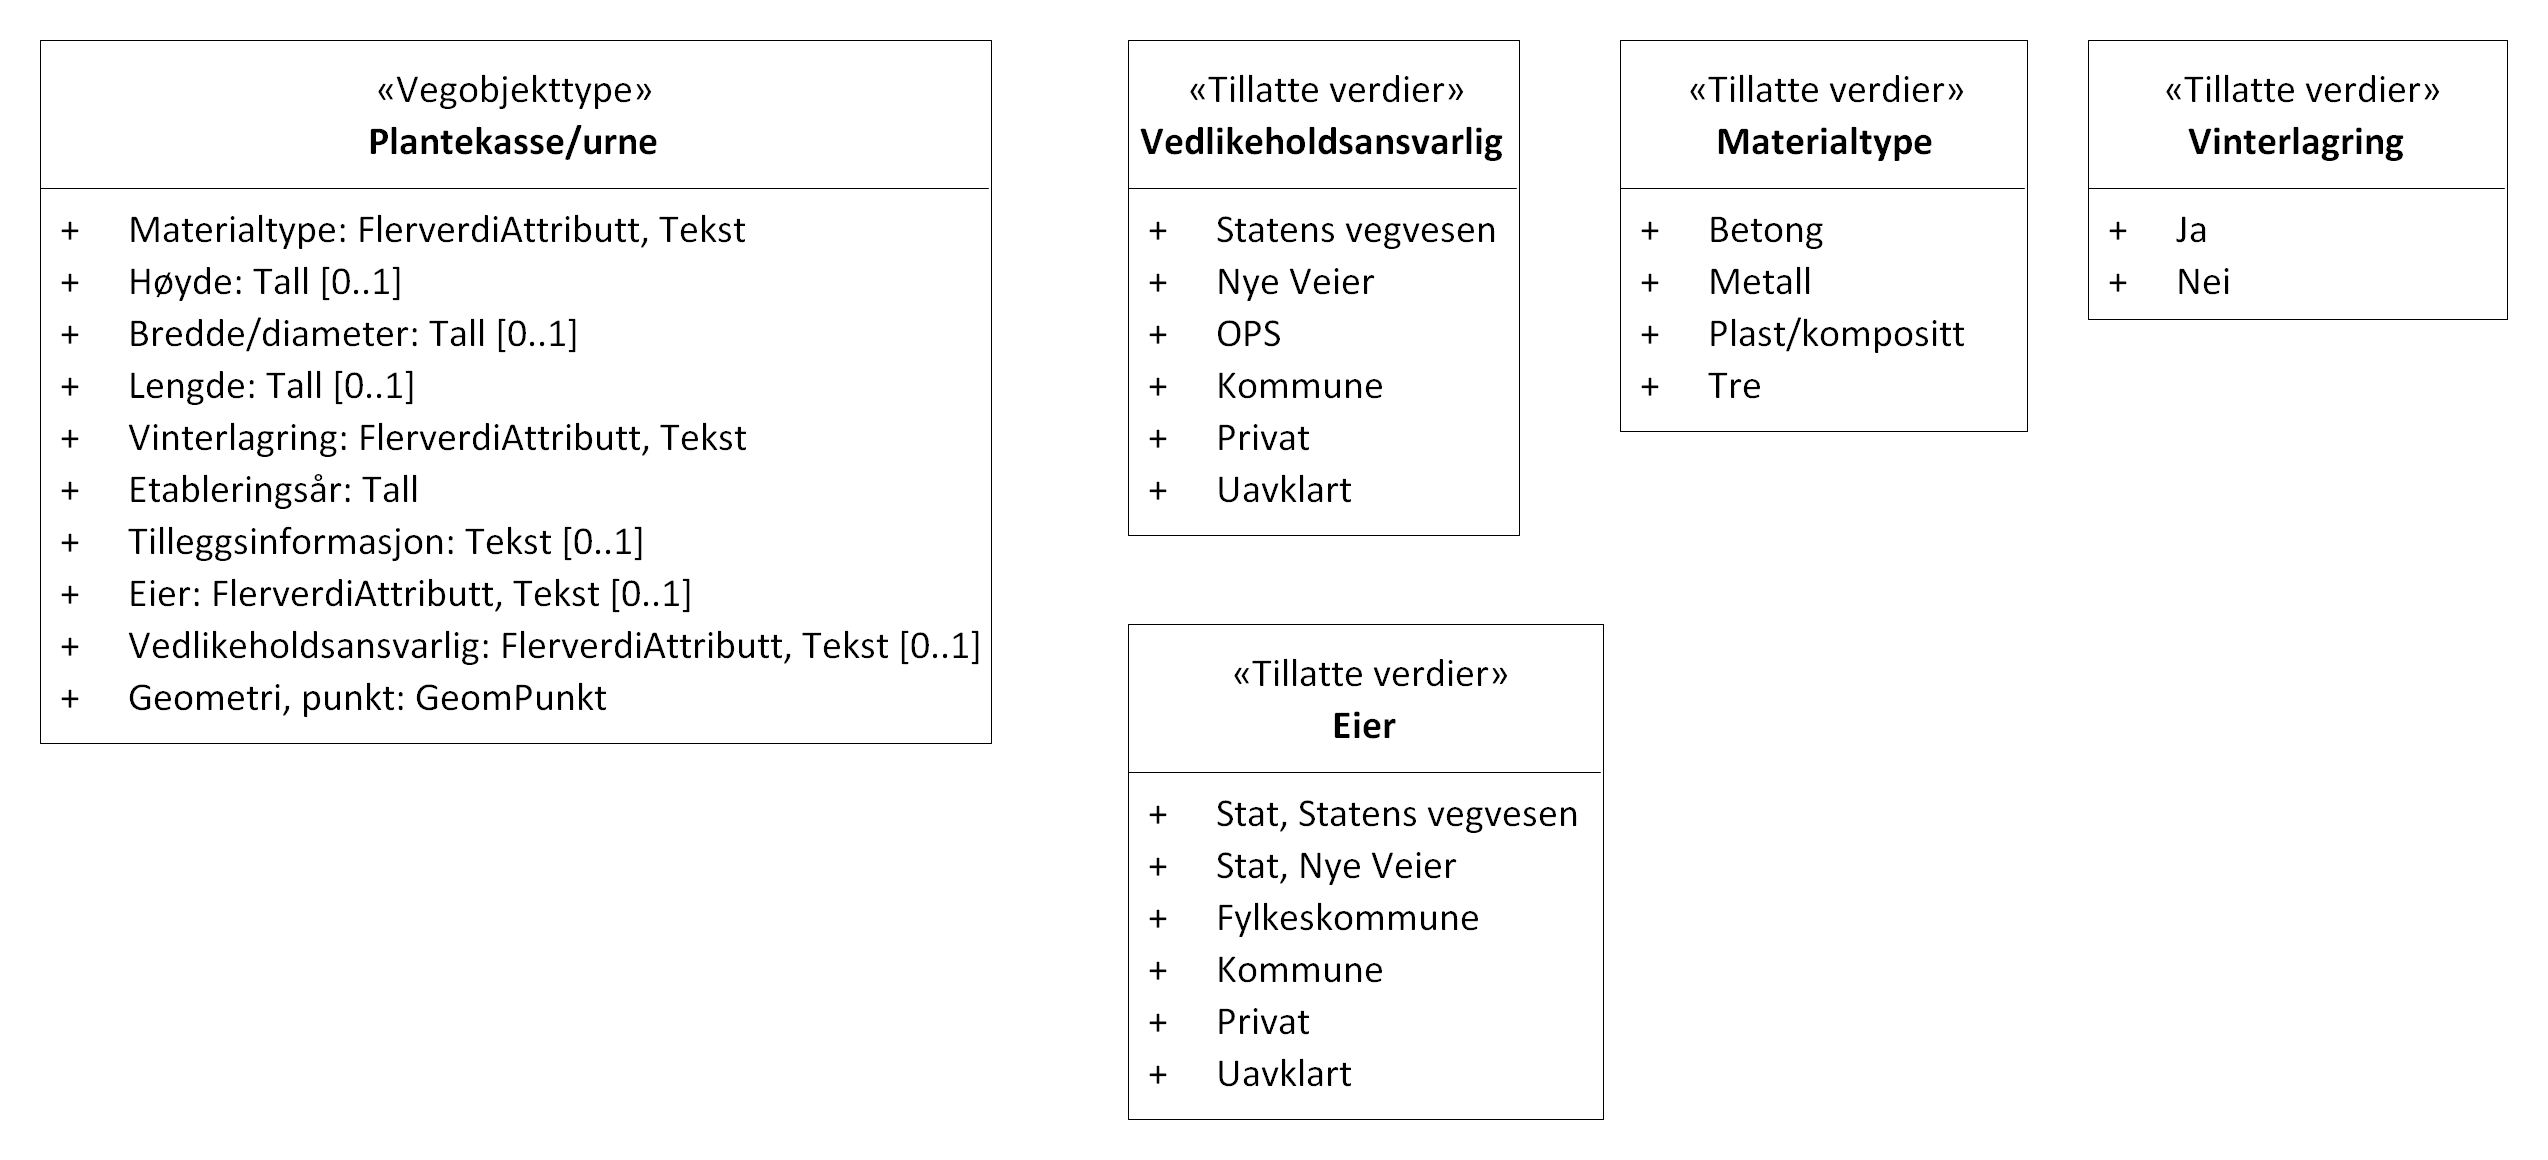 «Vegobjekttype»
Plantekasse/urne
+ Materialtype: FlerverdiAttributt, Tekst
+ Høyde: Tall [0..1]
+ Bredde/diameter: Tall [0..1]
+ Lengde: Tall [0..1]
+ Vinterlagring: FlerverdiAttributt, Tekst
+ Etableringsår: Tall
+ Tilleggsinformasjon: Tekst [0..1]
+ Eier: FlerverdiAttributt, Tekst [0..1]
+ Vedlikeholdsansvarlig: FlerverdiAttributt, Tekst [0..1]
+ Geometri, punkt: GeomPunkt
«Tillatte verdier»
Vedlikeholdsansvarlig
+ Statens vegvesen
+ Nye Veier
+ OPS
+ Kommune
+ Privat
+ Uavklart
«Tillatte verdier»
Materialtype
+ Betong
+ Metall
+ Plast/kompositt
+ Tre
«Tillatte verdier»
Vinterlagring
+ Ja
+ Nei
«Tillatte verdier»
Eier
+ Stat, Statens vegvesen
+ Stat, Nye Veier
+ Fylkeskommune
+ Kommune
+ Privat
+ Uavklart